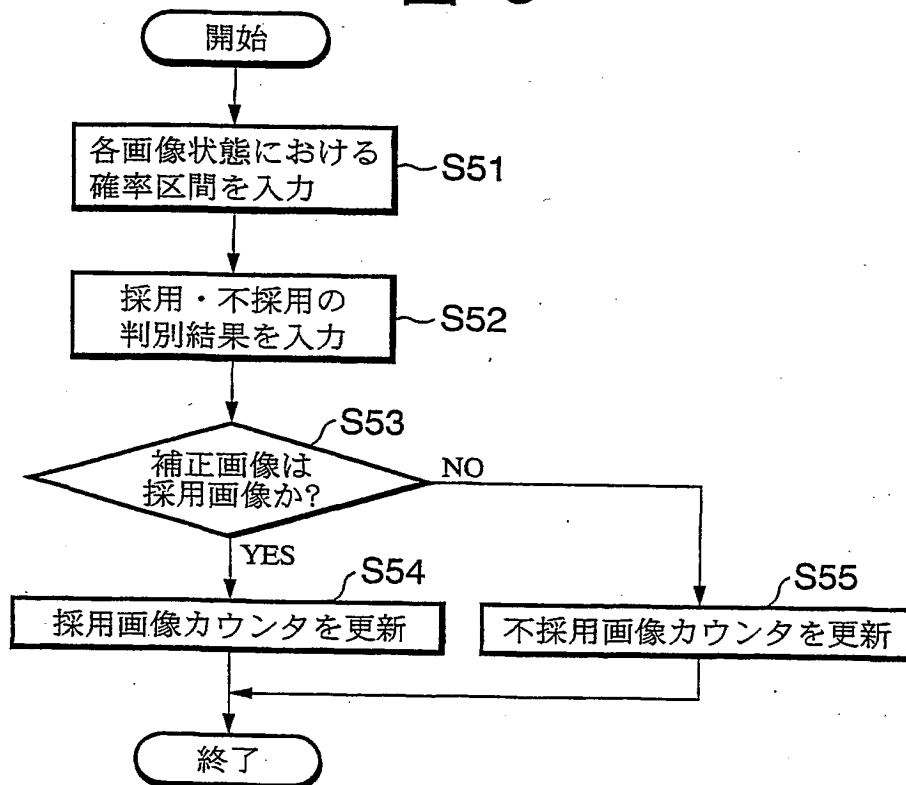 開始
各画像状態における
確率区間を入力
S51
採用・不採用の
判別結果を入力
S52
S53
補正画像は
採用画像か?
NO
YES
S54
採用画像カウンタを更新
S55
不採用画像カウンタを更新
終了